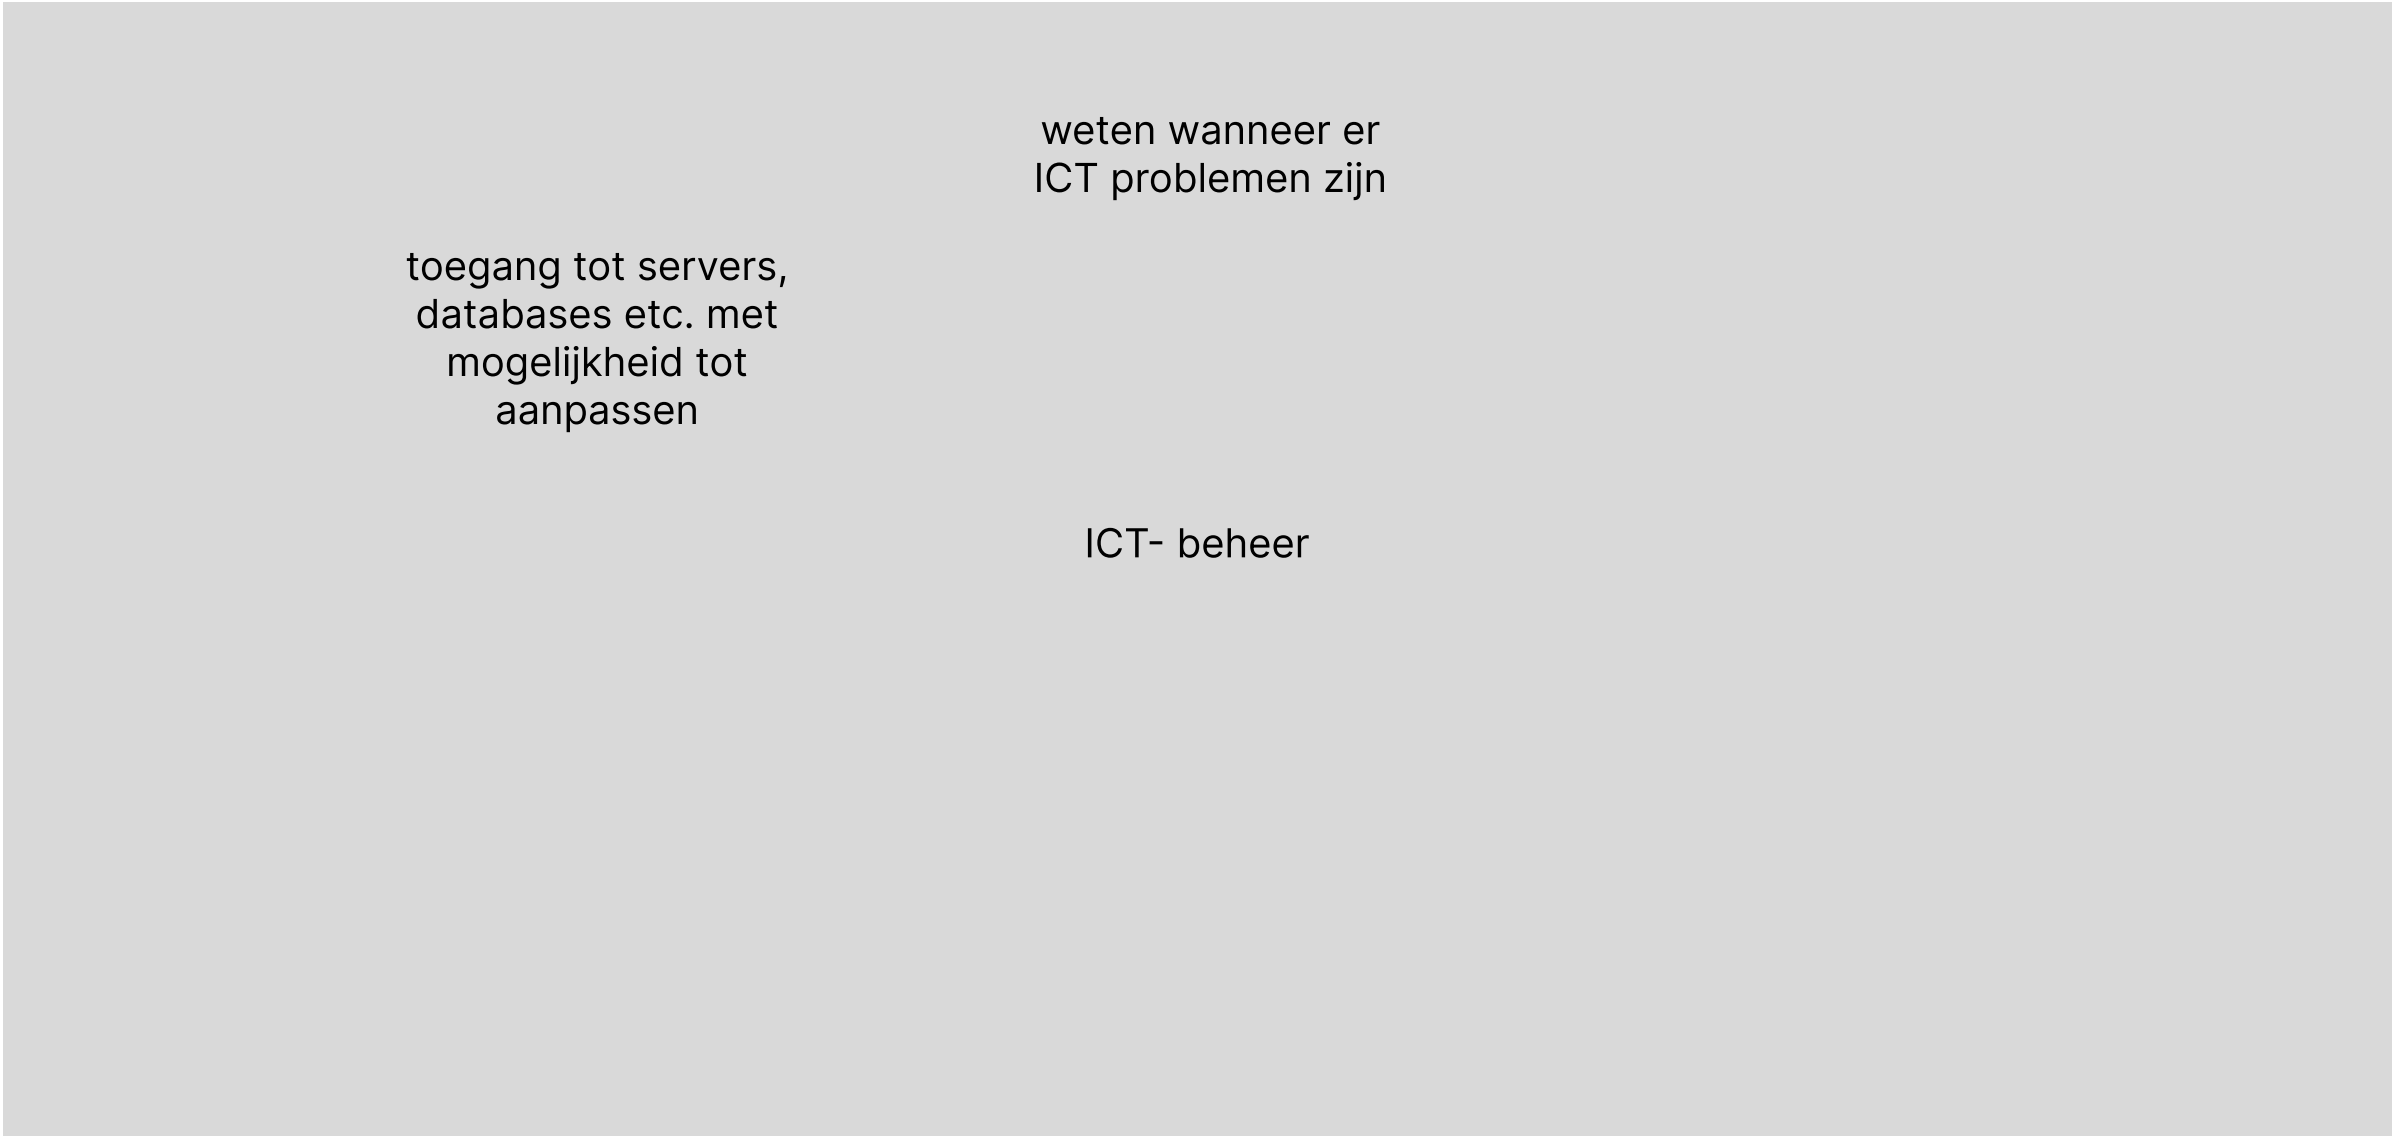 weten wanneer er
ICT problemen zijn
toegang tot servers,
databases etc. met
mogelijkheid tot
aanpassen
ICT- beheer